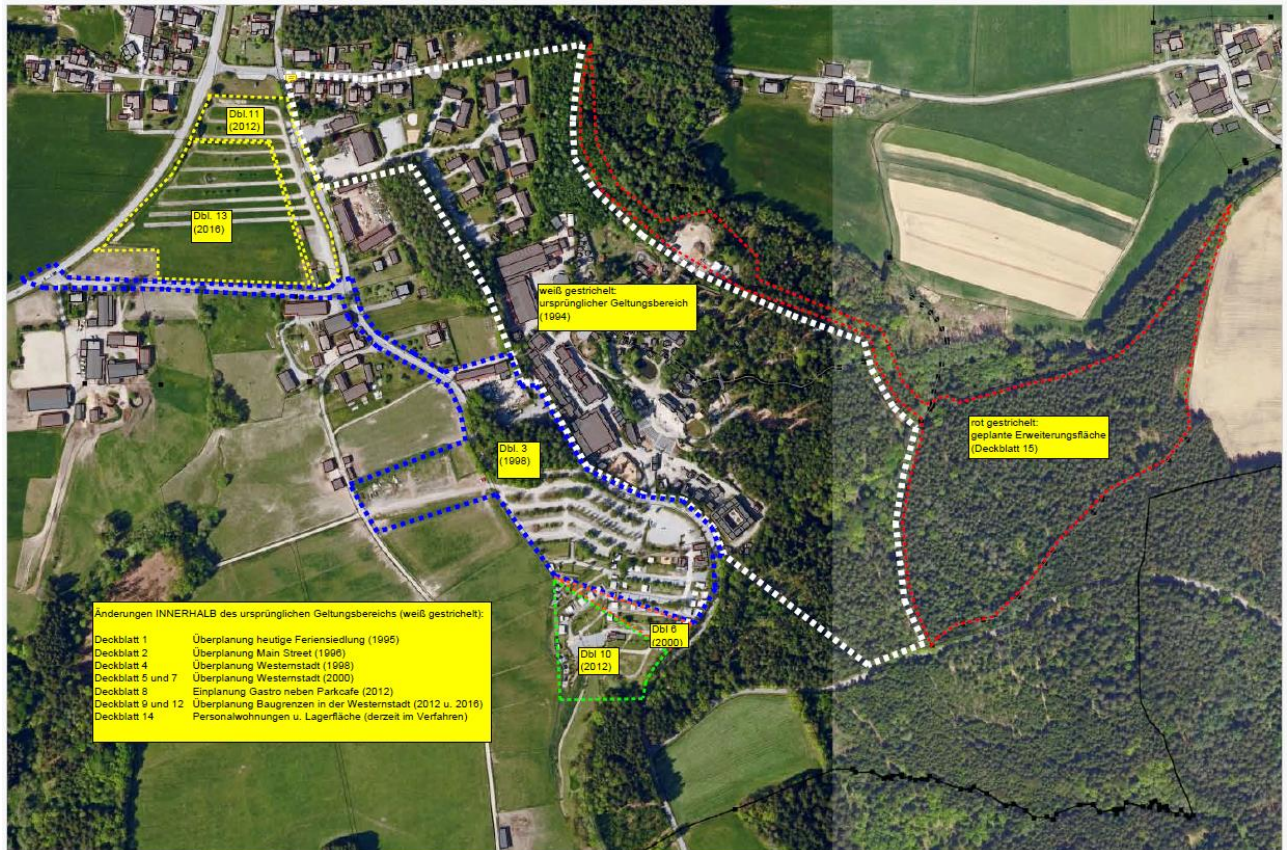 Dbl.11
(2012)
Dbl. 13
(2016)
weiß gestrichelt:
ursprünglicher Geltungsbereich
(1994)
rot gestrichelt:
geplante Erweiterungsfläche
(Deckblatt 15)
Dbl. 3
(1998)
Dbl 6
(2000)
Dbl 10
(2012)
Änderungen INNERHALB des ursprünglichen Geltungsbereichs (weiß gestrichelt):
Deckblatt 1 Überplanung heutige Feriensiedlung (1995)
Deckblatt 2 Überplanung Main Street (1996)
Deckblatt 4 Überplanung Westernstadt (1998)
Deckblatt 5 und 7 Überplanung Westernstadt (2000)
Deckblatt 8 Einplanung Gastro neben Parkcafe (2012)
Deckblatt 9 und 12 Überplanung Baugrenzen in der Westernstadt (2012 u. 2016)
Deckblatt 14 Personalwohnungen u. Lagerfläche (derzeit im Verfahren)